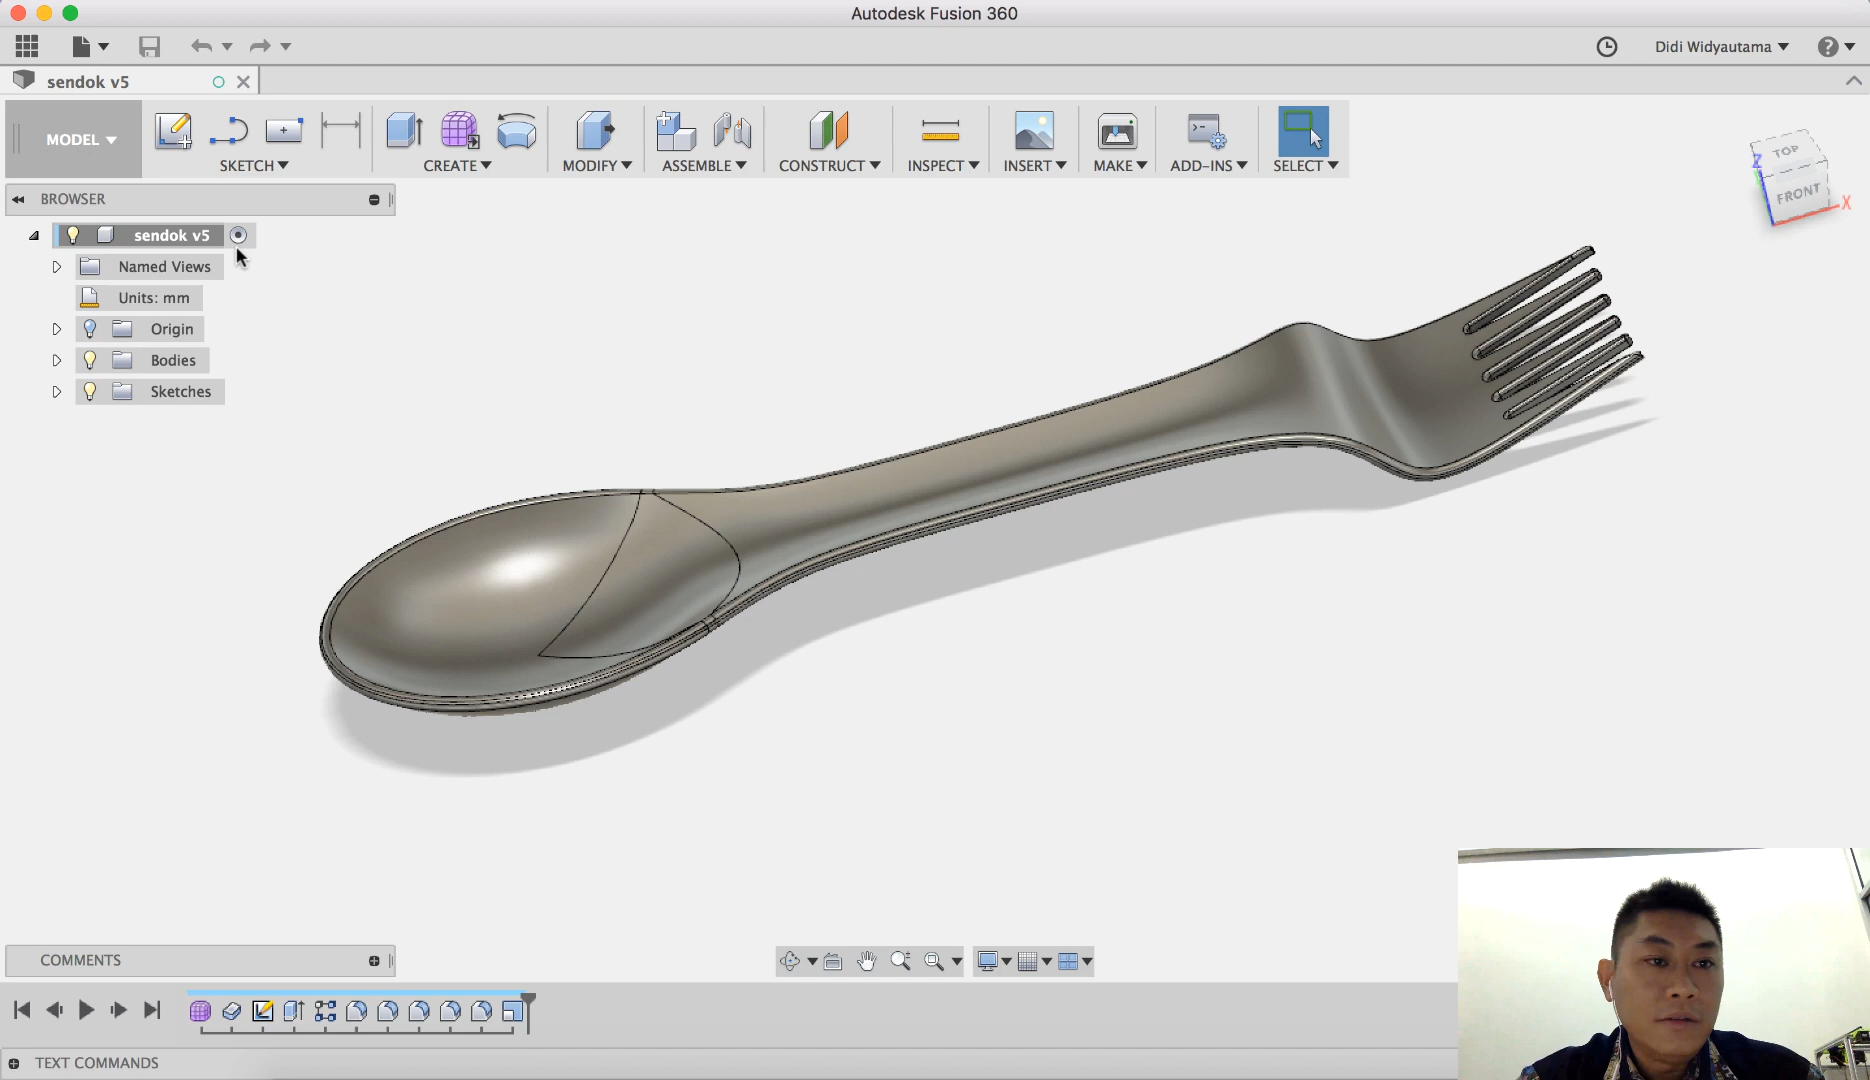 Autodesk Fusion 360
Didi Widyautama
sendok v5
MODEL
SKETCH
CREATE
MODIFY
ASSEMBLE
CONSTRUCT
INSPECT
INSERT
MAKE
ADD-INS
SELECT
TOP
FRONT
Z
X
BROWSER
sendok v5
Named Views
Units: mm
Origin
Bodies
Sketches
COMMENTS
TEXT COMMANDS